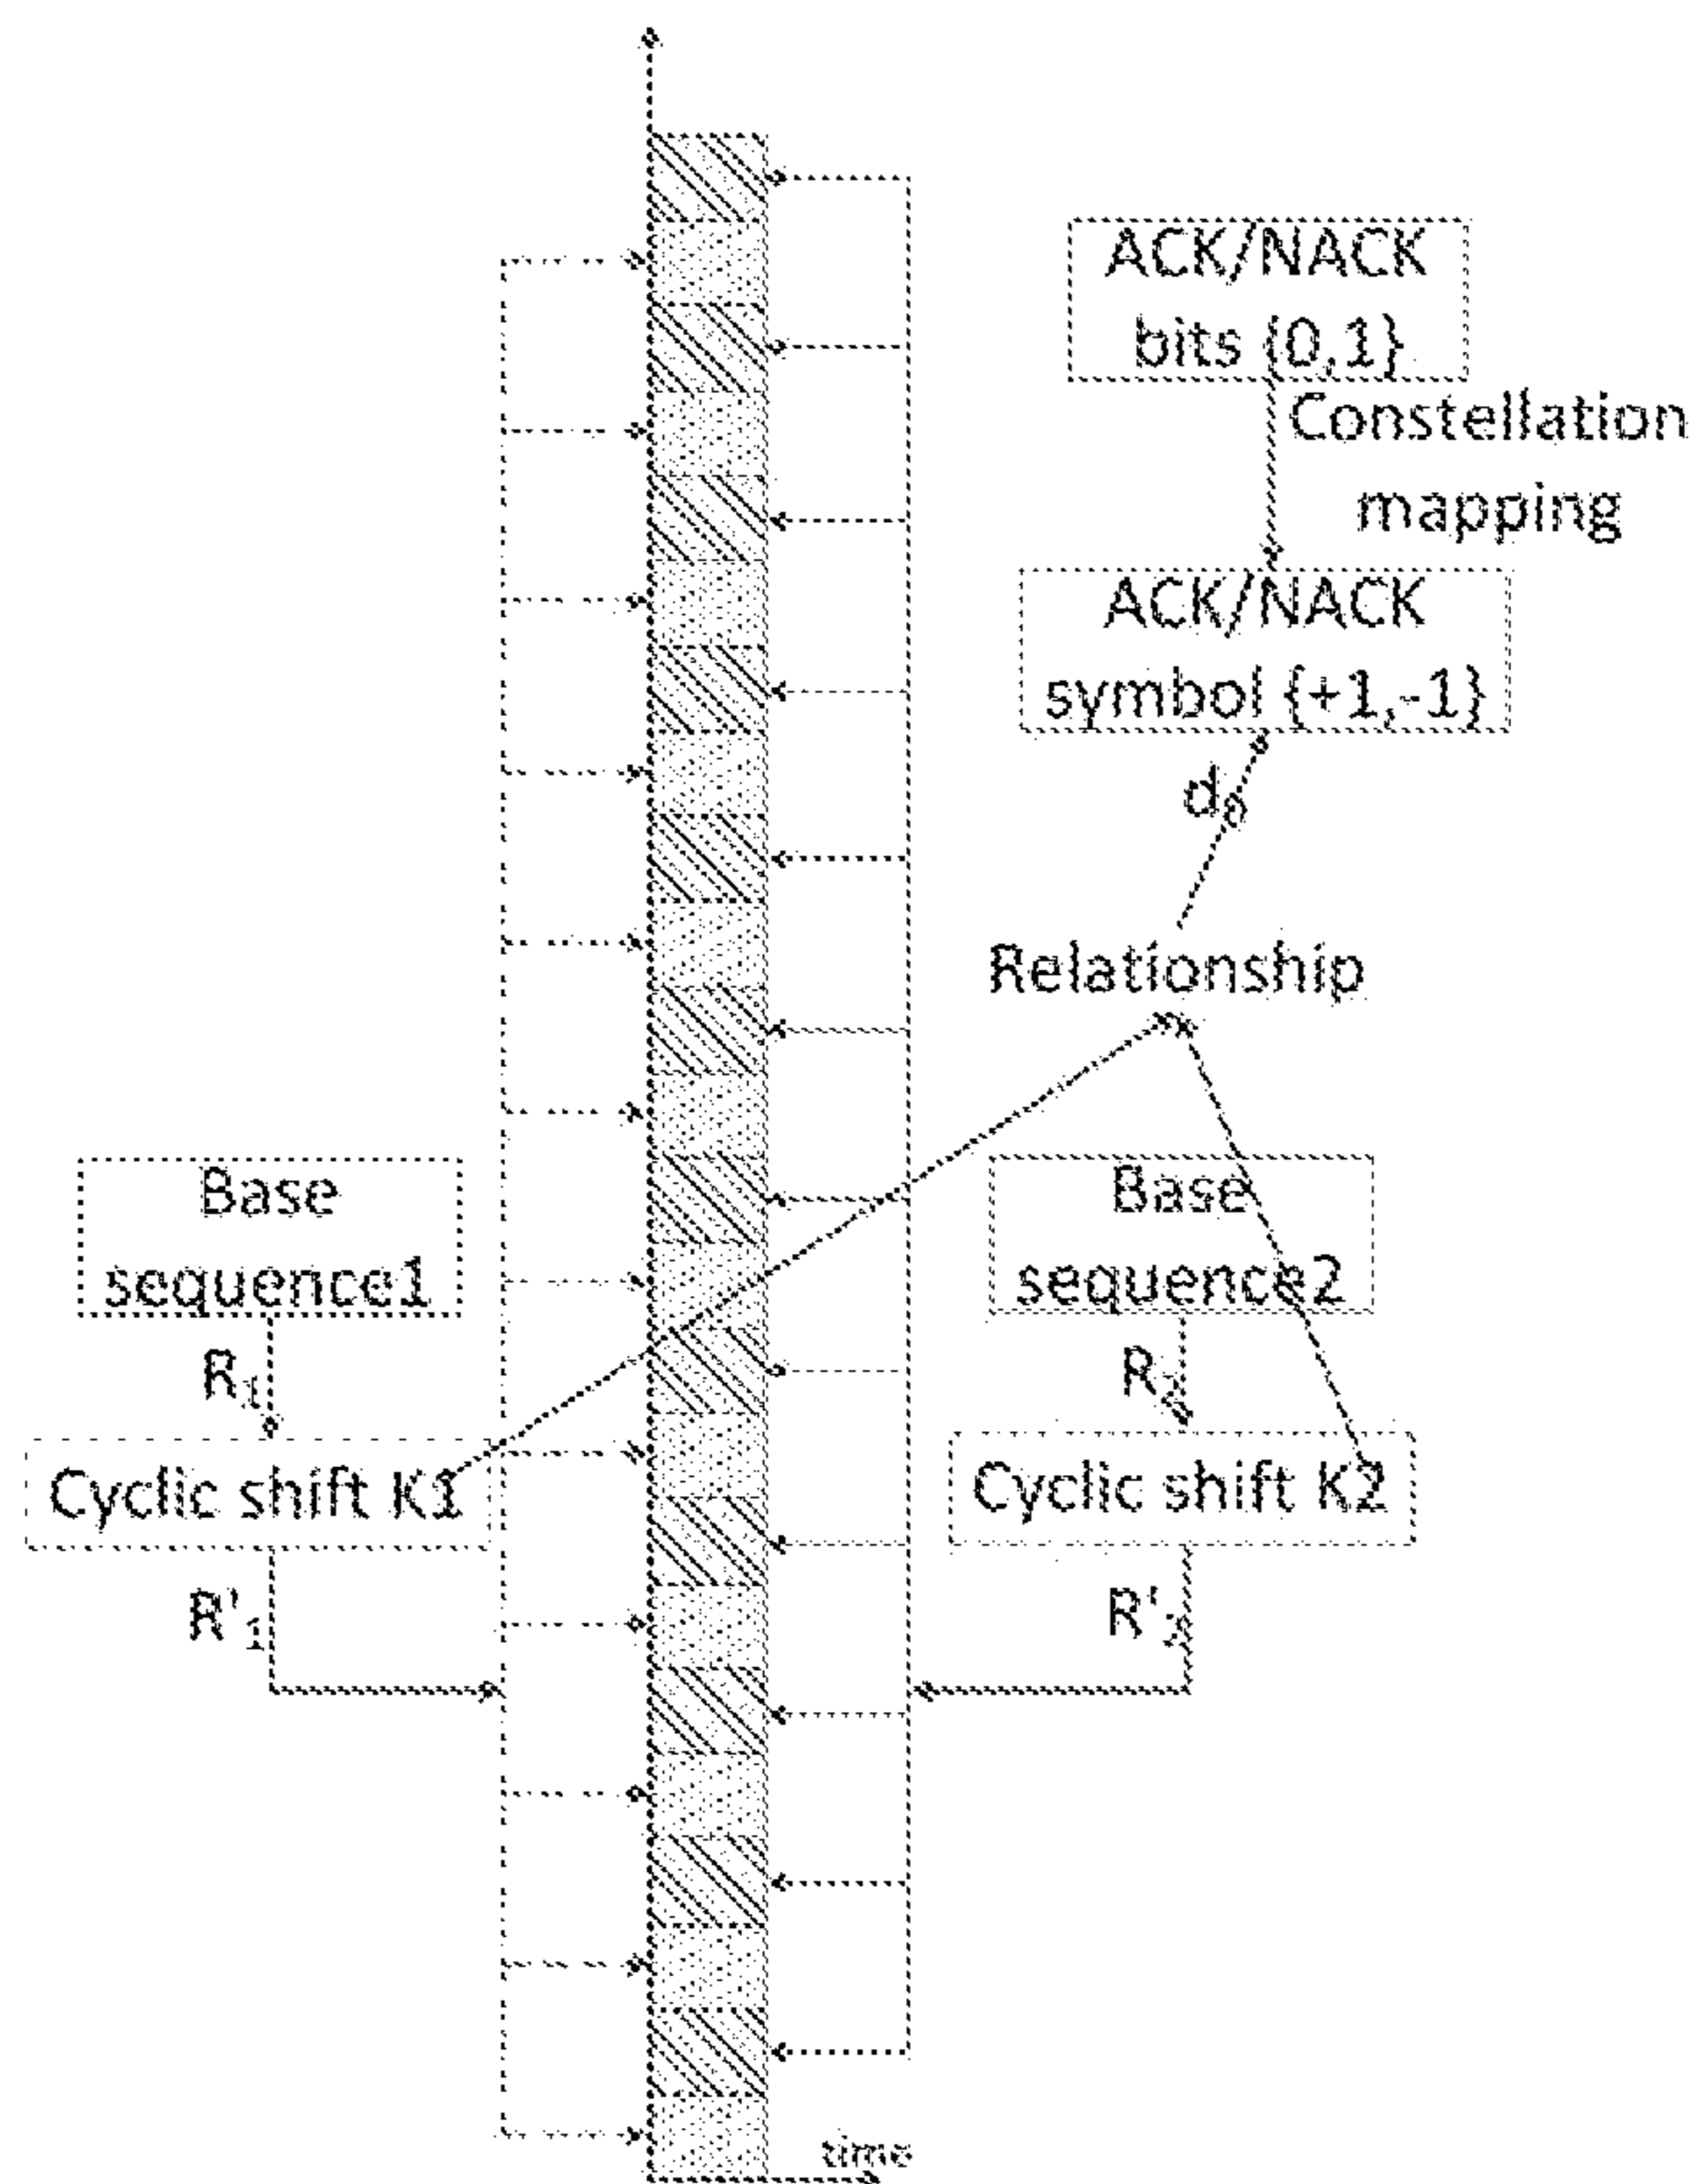 ACK/NACK
bits {0,1}
Constellation
mapping
ACK/NACK
symbol {+1,-1}
d₀
Relationship
Base
sequence1
Base
sequence2
R₁
R₂
Cyclic shift K1
Cyclic shift K2
R'₁
R'₂
time